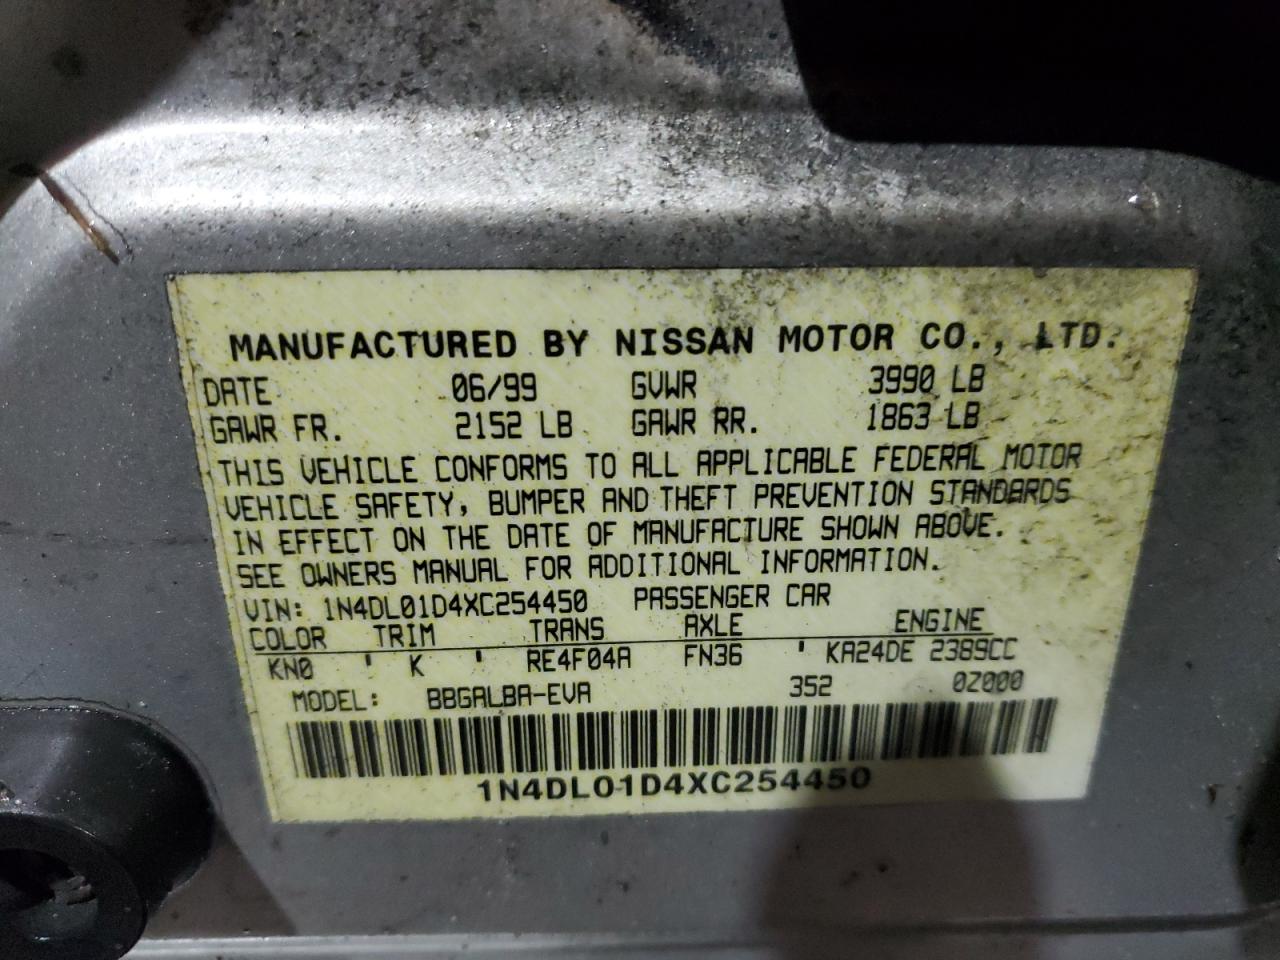 MANUFACTURED BY NISSAN MOTOR CO., LTD.
DATE 06/99 GVWR 3990 LB
GAWR FR. 2152 LB GAWR RR. 1863 LB
THIS VEHICLE CONFORMS TO ALL APPLICABLE FEDERAL MOTOR
VEHICLE SAFETY, BUMPER AND THEFT PREVENTION STANDARDS
IN EFFECT ON THE DATE OF MANUFACTURE SHOWN ABOVE.
SEE OWNERS MANUAL FOR ADDITIONAL INFORMATION.
VIN: 1N4DL01D4XC254450 PASSENGER CAR
COLOR TRIM TRANS AXLE ENGINE
KN0 ' K ' RE4F04A FN36 ' KA24DE 2389CC
MODEL: BBGALBA-EVA 352 0Z000
1N4DL01D4XC254450